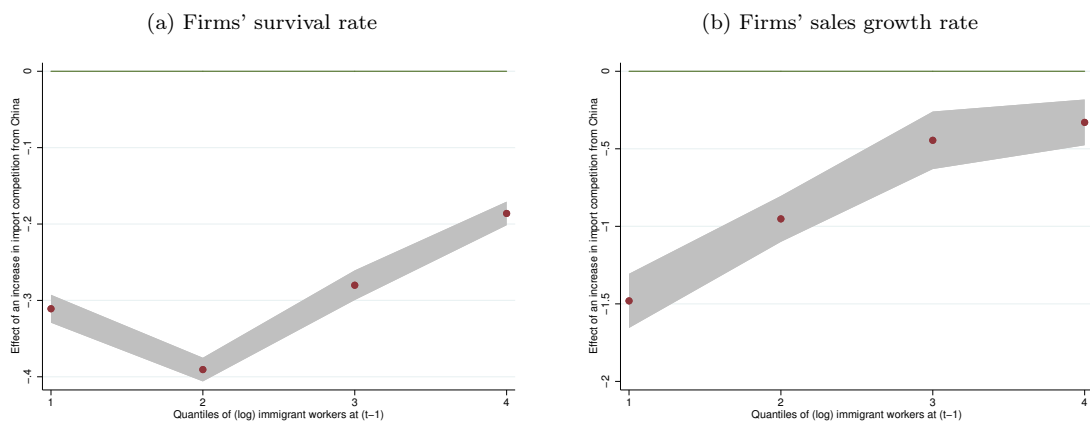 (a) Firms’ survival rate
Effect of an increase in import competition from China
0
-.1
-.2
-.3
-.4
1 2 3 4
Quantiles of (log) immigrant workers at (t−1)
(b) Firms’ sales growth rate
Effect of an increase in import competition from China
0
-.5
-1
-1.5
-2
1 2 3 4
Quantiles of (log) immigrant workers at (t−1)